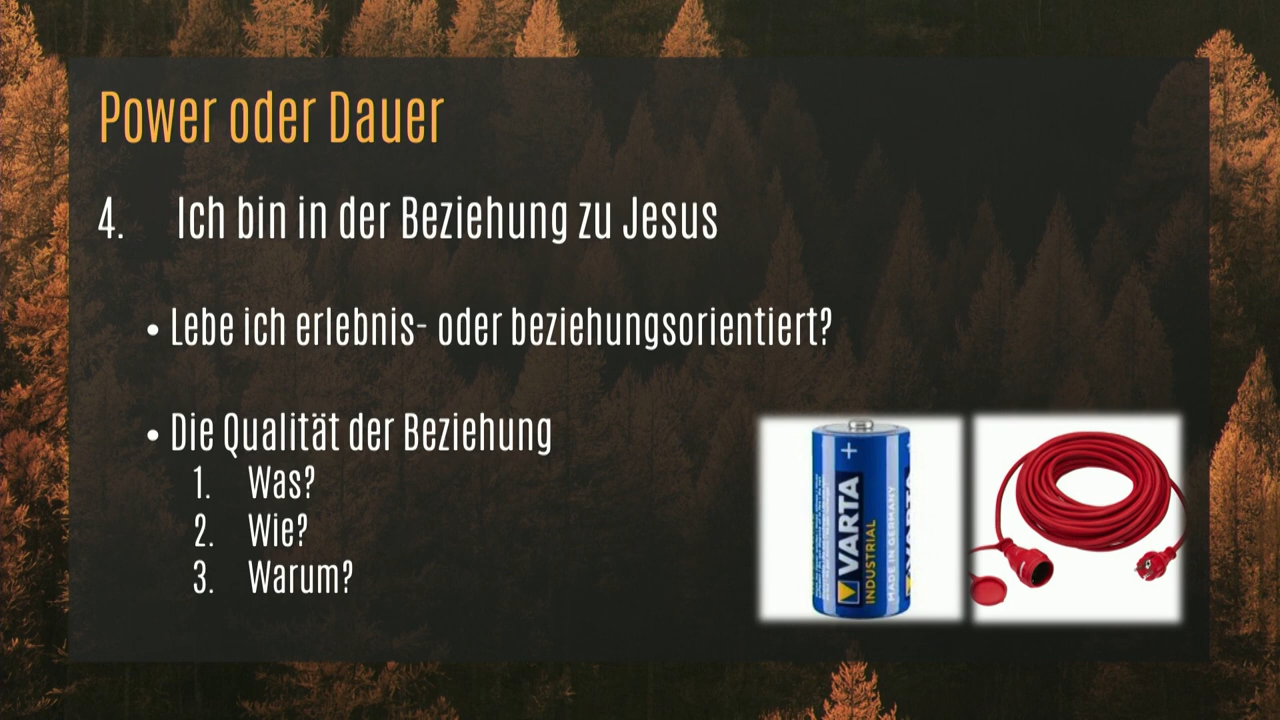 Power oder Dauer
4. Ich bin in der Beziehung zu Jesus
• Lebe ich erlebnis- oder beziehungsorientiert?
• Die Qualität der Beziehung
1. Was?
2. Wie?
3. Warum?
VARTA
INDUSTRIAL
MADE IN GERMANY
VARTA